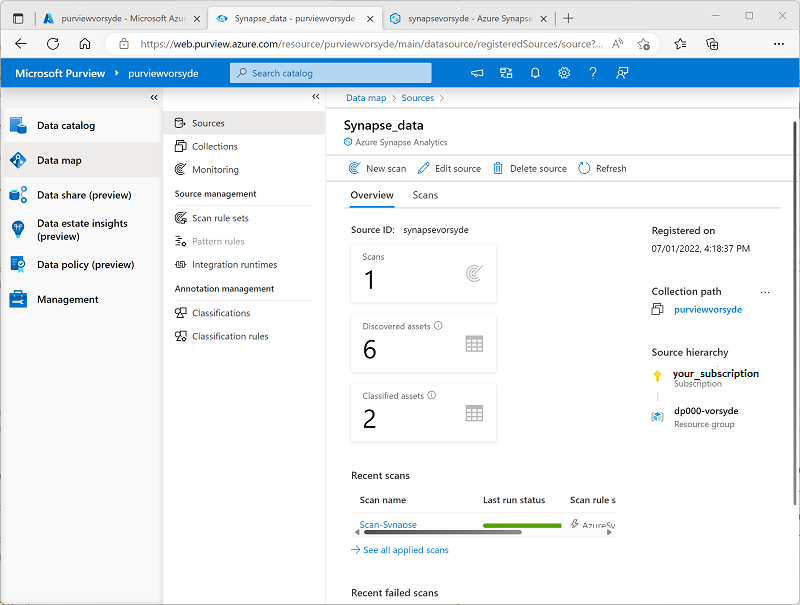 purviewvorsyde - Microsoft Azu
Synapse_data - purviewvorsyde
synapsevorsyde - Azure Synapse
https://web.purview.azure.com/resource/purviewvorsyde/main/datasource/registeredSources/source?...
Microsoft Purview
purviewvorsyde
Search catalog
Data catalog
Data map
Data share (preview)
Data estate insights
(preview)
Data policy (preview)
Management
Sources
Collections
Monitoring
Source management
Scan rule sets
Pattern rules
Integration runtimes
Annotation management
Classifications
Classification rules
Data map > Sources >
Synapse_data
Azure Synapse Analytics
New scan Edit source Delete source Refresh
Overview Scans
Source ID: synapsevorsyde
Scans
1
Discovered assets
6
Classified assets
2
Registered on
07/01/2022, 4:18:37 PM
Collection path ...
purviewvorsyde
Source hierarchy
your_subscription
Subscription
dp000-vorsyde
Resource group
Recent scans
Scan name Last run status Scan rule s
Scan-Synapse AzureSy
See all applied scans
Recent failed scans